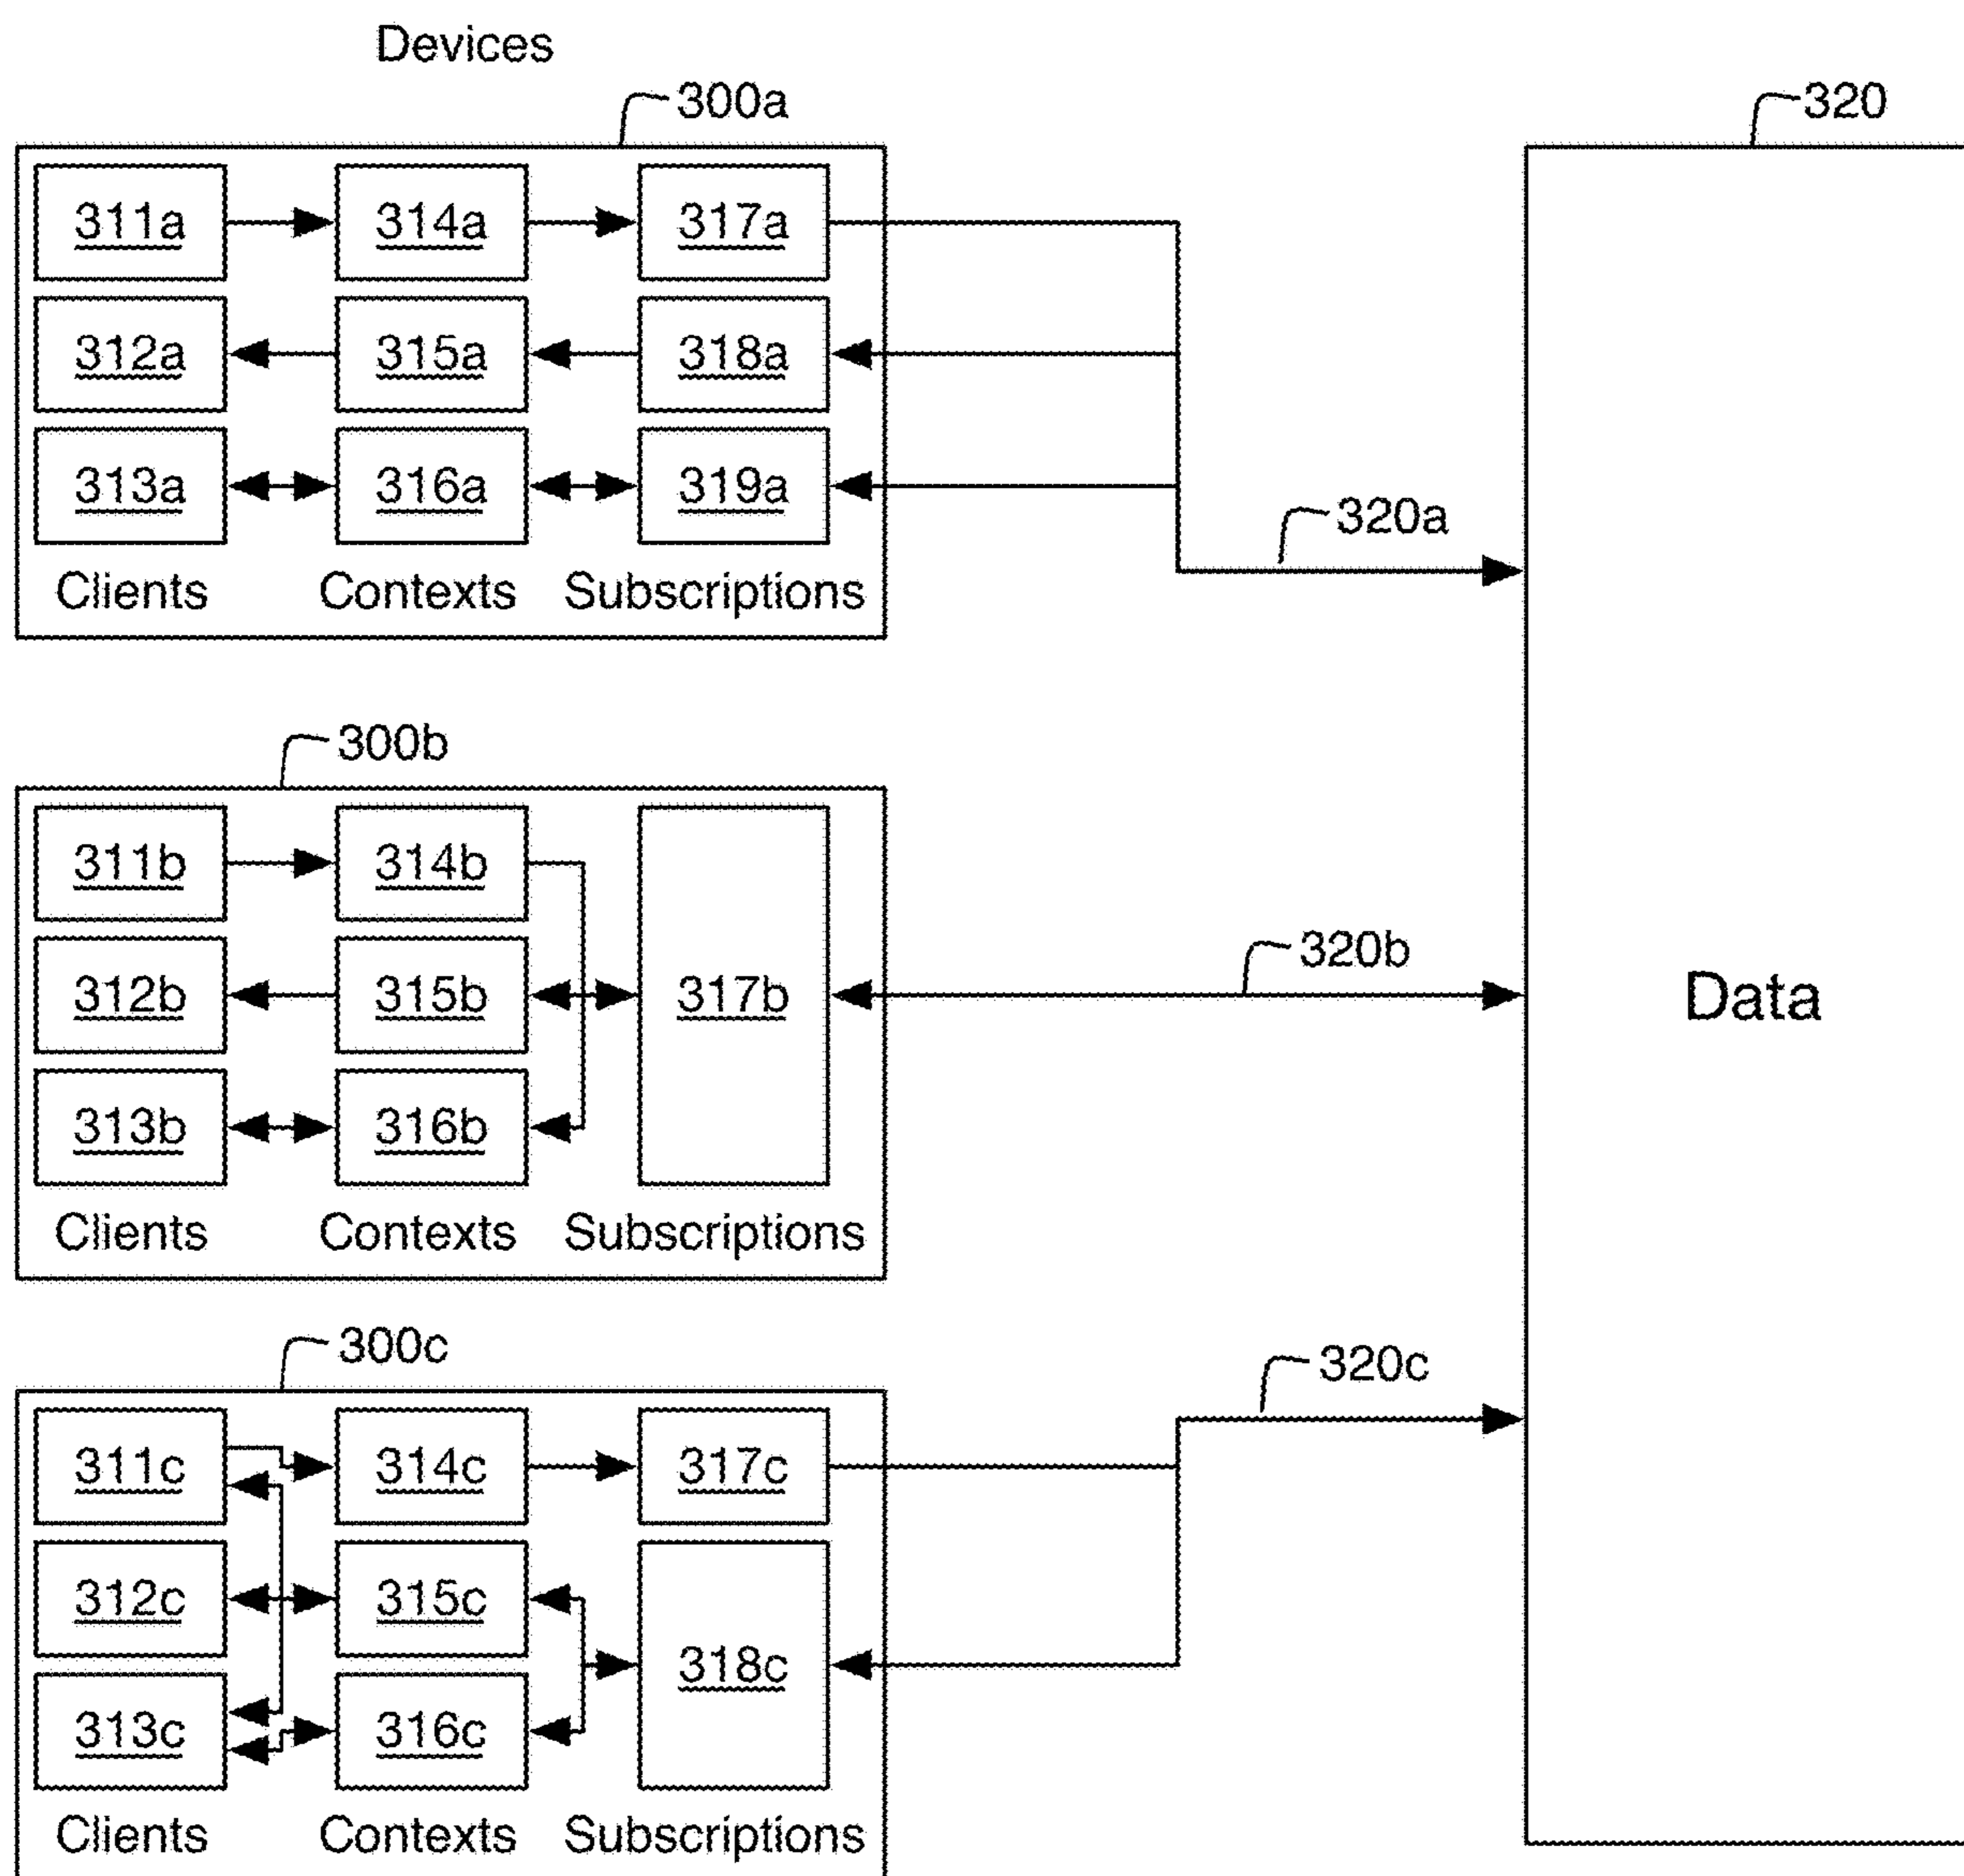 Devices
300a
320
311a 314a 317a
312a 315a 318a
313a 316a 319a
320a
Clients Contexts Subscriptions
300b
311b 314b
320b
312b 315b 317b
Data
313b 316b
Clients Contexts Subscriptions
300c
320c
311c 314c 317c
312c 315c
318c
313c 316c
Clients Contexts Subscriptions